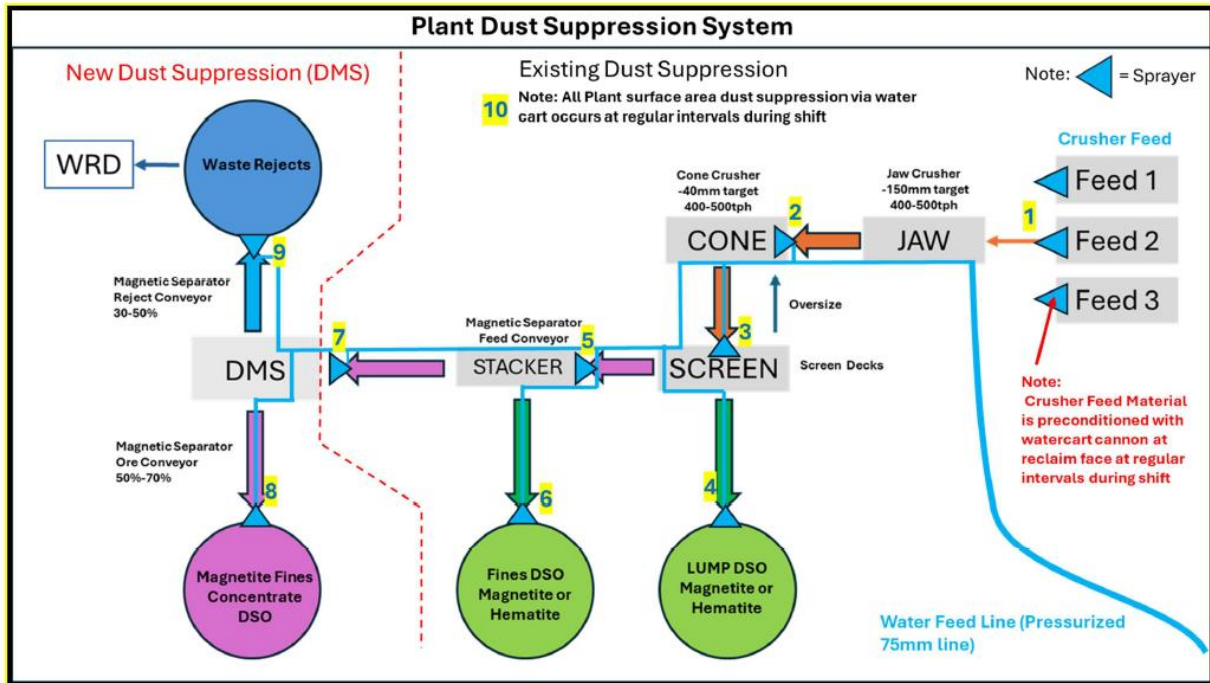 Plant Dust Suppression System
New Dust Suppression (DMS)
Existing Dust Suppression
Note: = Sprayer
10
Note: All Plant surface area dust suppression via water
cart occurs at regular intervals during shift
Crusher Feed
WRD
Waste Rejects
Cone Crusher
-40mm target
400-500tph
Jaw Crusher
-150mm target
400-500tph
Feed 1
1
2
CONE
JAW
Feed 2
9
Magnetic Separator
Reject Conveyor
30-50%
Oversize
Feed 3
7
Magnetic Separator
Feed Conveyor
5
3
DMS
STACKER
SCREEN
Screen Decks
Note:
Crusher Feed Material
is preconditioned with
watercart cannon at
reclaim face at regular
intervals during shift
Magnetic Separator
Ore Conveyor
50%-70%
8
6
4
Magnetite Fines
Concentrate
DSO
Fines DSO
Magnetite or
Hematite
LUMP DSO
Magnetite or
Hematite
Water Feed Line (Pressurized
75mm line)